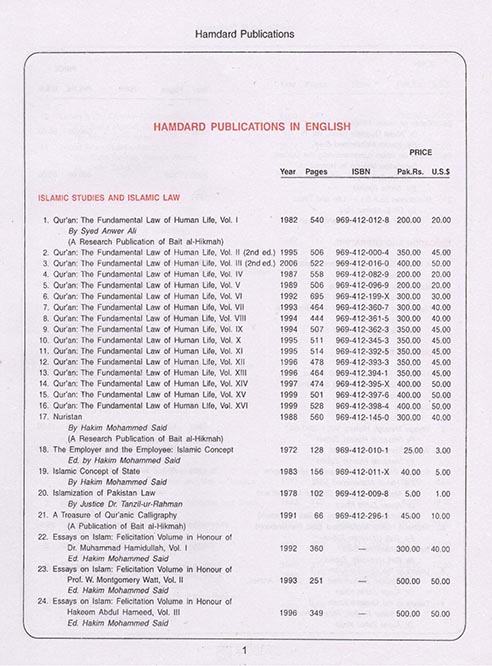 Hamdard Publications
HAMDARD PUBLICATIONS IN ENGLISH
PRICE
Year Pages ISBN Pak.Rs. U.S.$
ISLAMIC STUDIES AND ISLAMIC LAW
1. Qur'an: The Fundamental Law of Human Life, Vol. I 1982 540 969-412-012-8 200.00 20.00
By Syed Anwer Ali
(A Research Publication of Bait al-Hikmah)
2. Qur'an: The Fundamental Law of Human Life, Vol. II (2nd ed.) 1995 506 969-412-000-4 350.00 45.00
3. Qur'an: The Fundamental Law of Human Life, Vol. III (2nd ed.) 2006 522 969-412-016-0 400.00 50.00
4. Qur'an: The Fundamental Law of Human Life, Vol. IV 1987 558 969-412-082-9 200.00 20.00
5. Qur'an: The Fundamental Law of Human Life, Vol. V 1989 506 969-412-096-9 200.00 20.00
6. Qur'an: The Fundamental Law of Human Life, Vol. VI 1992 695 969-412-199-X 300.00 30.00
7. Qur'an: The Fundamental Law of Human Life, Vol. VII 1993 464 969-412-360-7 300.00 40.00
8. Qur'an: The Fundamental Law of Human Life, Vol. VIII 1994 444 969-412-361-5 300.00 40.00
9. Qur'an: The Fundamental Law of Human Life, Vol. IX 1994 507 969-412-362-3 350.00 45.00
10. Qur'an: The Fundamental Law of Human Life, Vol. X 1995 511 969-412-345-3 350.00 45.00
11. Qur'an: The Fundamental Law of Human Life, Vol. XI 1995 514 969-412-392-5 350.00 45.00
12. Qur'an: The Fundamental Law of Human Life, Vol. XII 1996 478 969-412-393-3 350.00 45.00
13. Qur'an: The Fundamental Law of Human Life, Vol. XIII 1996 464 969-412.394-1 350.00 45.00
14. Qur'an: The Fundamental Law of Human Life, Vol. XIV 1997 474 969-412-395-X 400.00 50.00
15. Qur'an: The Fundamental Law of Human Life, Vol. XV 1999 501 969-412-397-6 400.00 50.00
16. Qur'an: The Fundamental Law of Human Life, Vol. XVI 1999 528 969-412-398-4 400.00 50.00
17. Nuristan 1988 560 969-412-145-0 300.00 40.00
By Hakim Mohammed Said
(A Research Publication of Bait al-Hikmah)
18. The Employer and the Employee: Islamic Concept 1972 128 969-412-010-1 25.00 3.00
Ed. by Hakim Mohammed Said
19. Islamic Concept of State 1983 156 969-412-011-X 40.00 5.00
By Hakim Mohammed Said
20. Islamization of Pakistan Law 1978 102 969-412-009-8 5.00 1.00
By Justice Dr. Tanzil-ur-Rahman
21. A Treasure of Qur'anic Calligraphy 1991 66 969-412-296-1 45.00 10.00
(A Publication of Bait al-Hikmah)
22. Essays on Islam: Felicitation Volume in Honour of
Dr. Muhammad Hamidullah, Vol. I 1992 360 — 300.00 40.00
Ed. Hakim Mohammed Said
23. Essays on Islam: Felicitation Volume in Honour of
Prof. W. Montgomery Watt, Vol. II 1993 251 — 500.00 50.00
Ed. Hakim Mohammed Said
24. Essays on Islam: Felicitation Volume in Honour of
Hakeem Abdul Hameed, Vol. III 1996 349 — 500.00 50.00
Ed. Hakim Mohammed Said
1